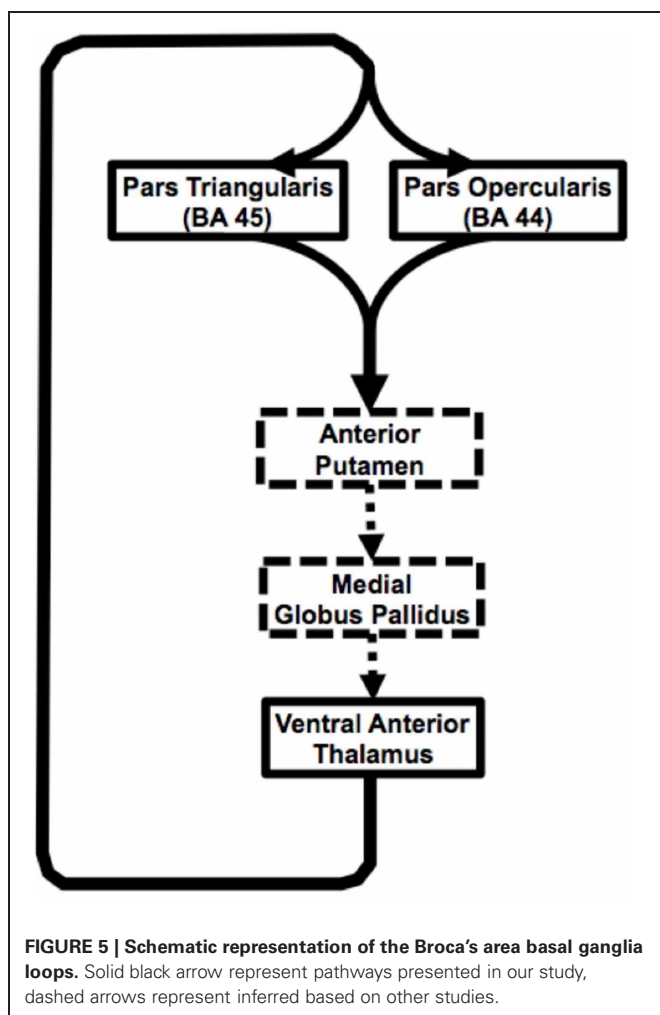 Pars Triangularis
(BA 45)
Pars Opercularis
(BA 44)
Anterior
Putamen
Medial
Globus Pallidus
Ventral Anterior
Thalamus
FIGURE 5 | Schematic representation of the Broca's area basal ganglia
loops. Solid black arrow represent pathways presented in our study,
dashed arrows represent inferred based on other studies.